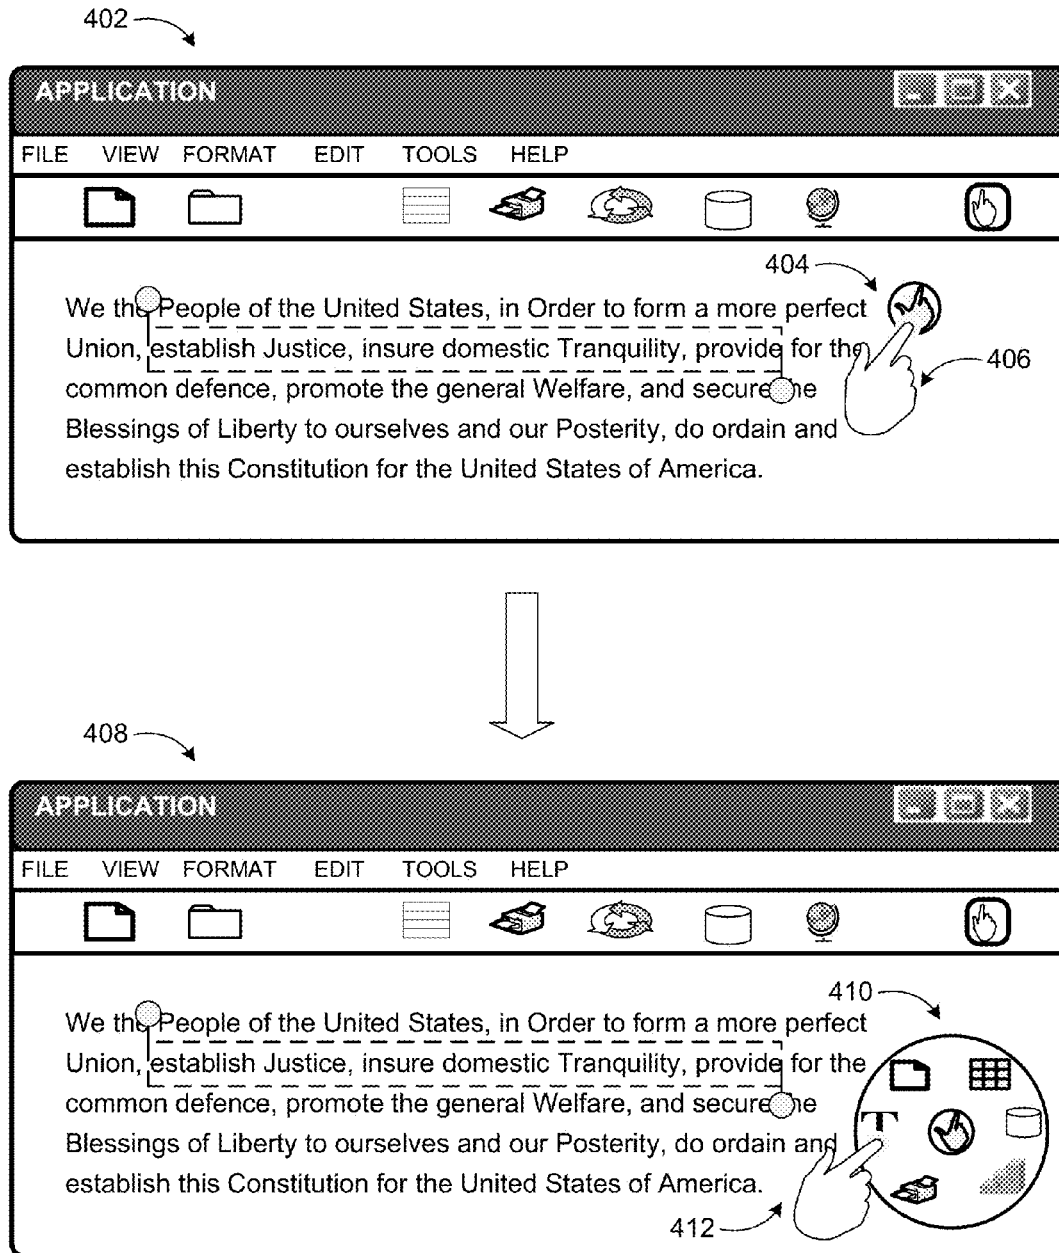 402
APPLICATION
FILE VIEW FORMAT EDIT TOOLS HELP
404
We the People of the United States, in Order to form a more perfect
Union, establish Justice, insure domestic Tranquility, provide for the
406
common defence, promote the general Welfare, and secure the
Blessings of Liberty to ourselves and our Posterity, do ordain and
establish this Constitution for the United States of America.
408
APPLICATION
FILE VIEW FORMAT EDIT TOOLS HELP
410
We the People of the United States, in Order to form a more perfect
Union, establish Justice, insure domestic Tranquility, provide for the
common defence, promote the general Welfare, and secure the
Blessings of Liberty to ourselves and our Posterity, do ordain and
T
establish this Constitution for the United States of America.
412